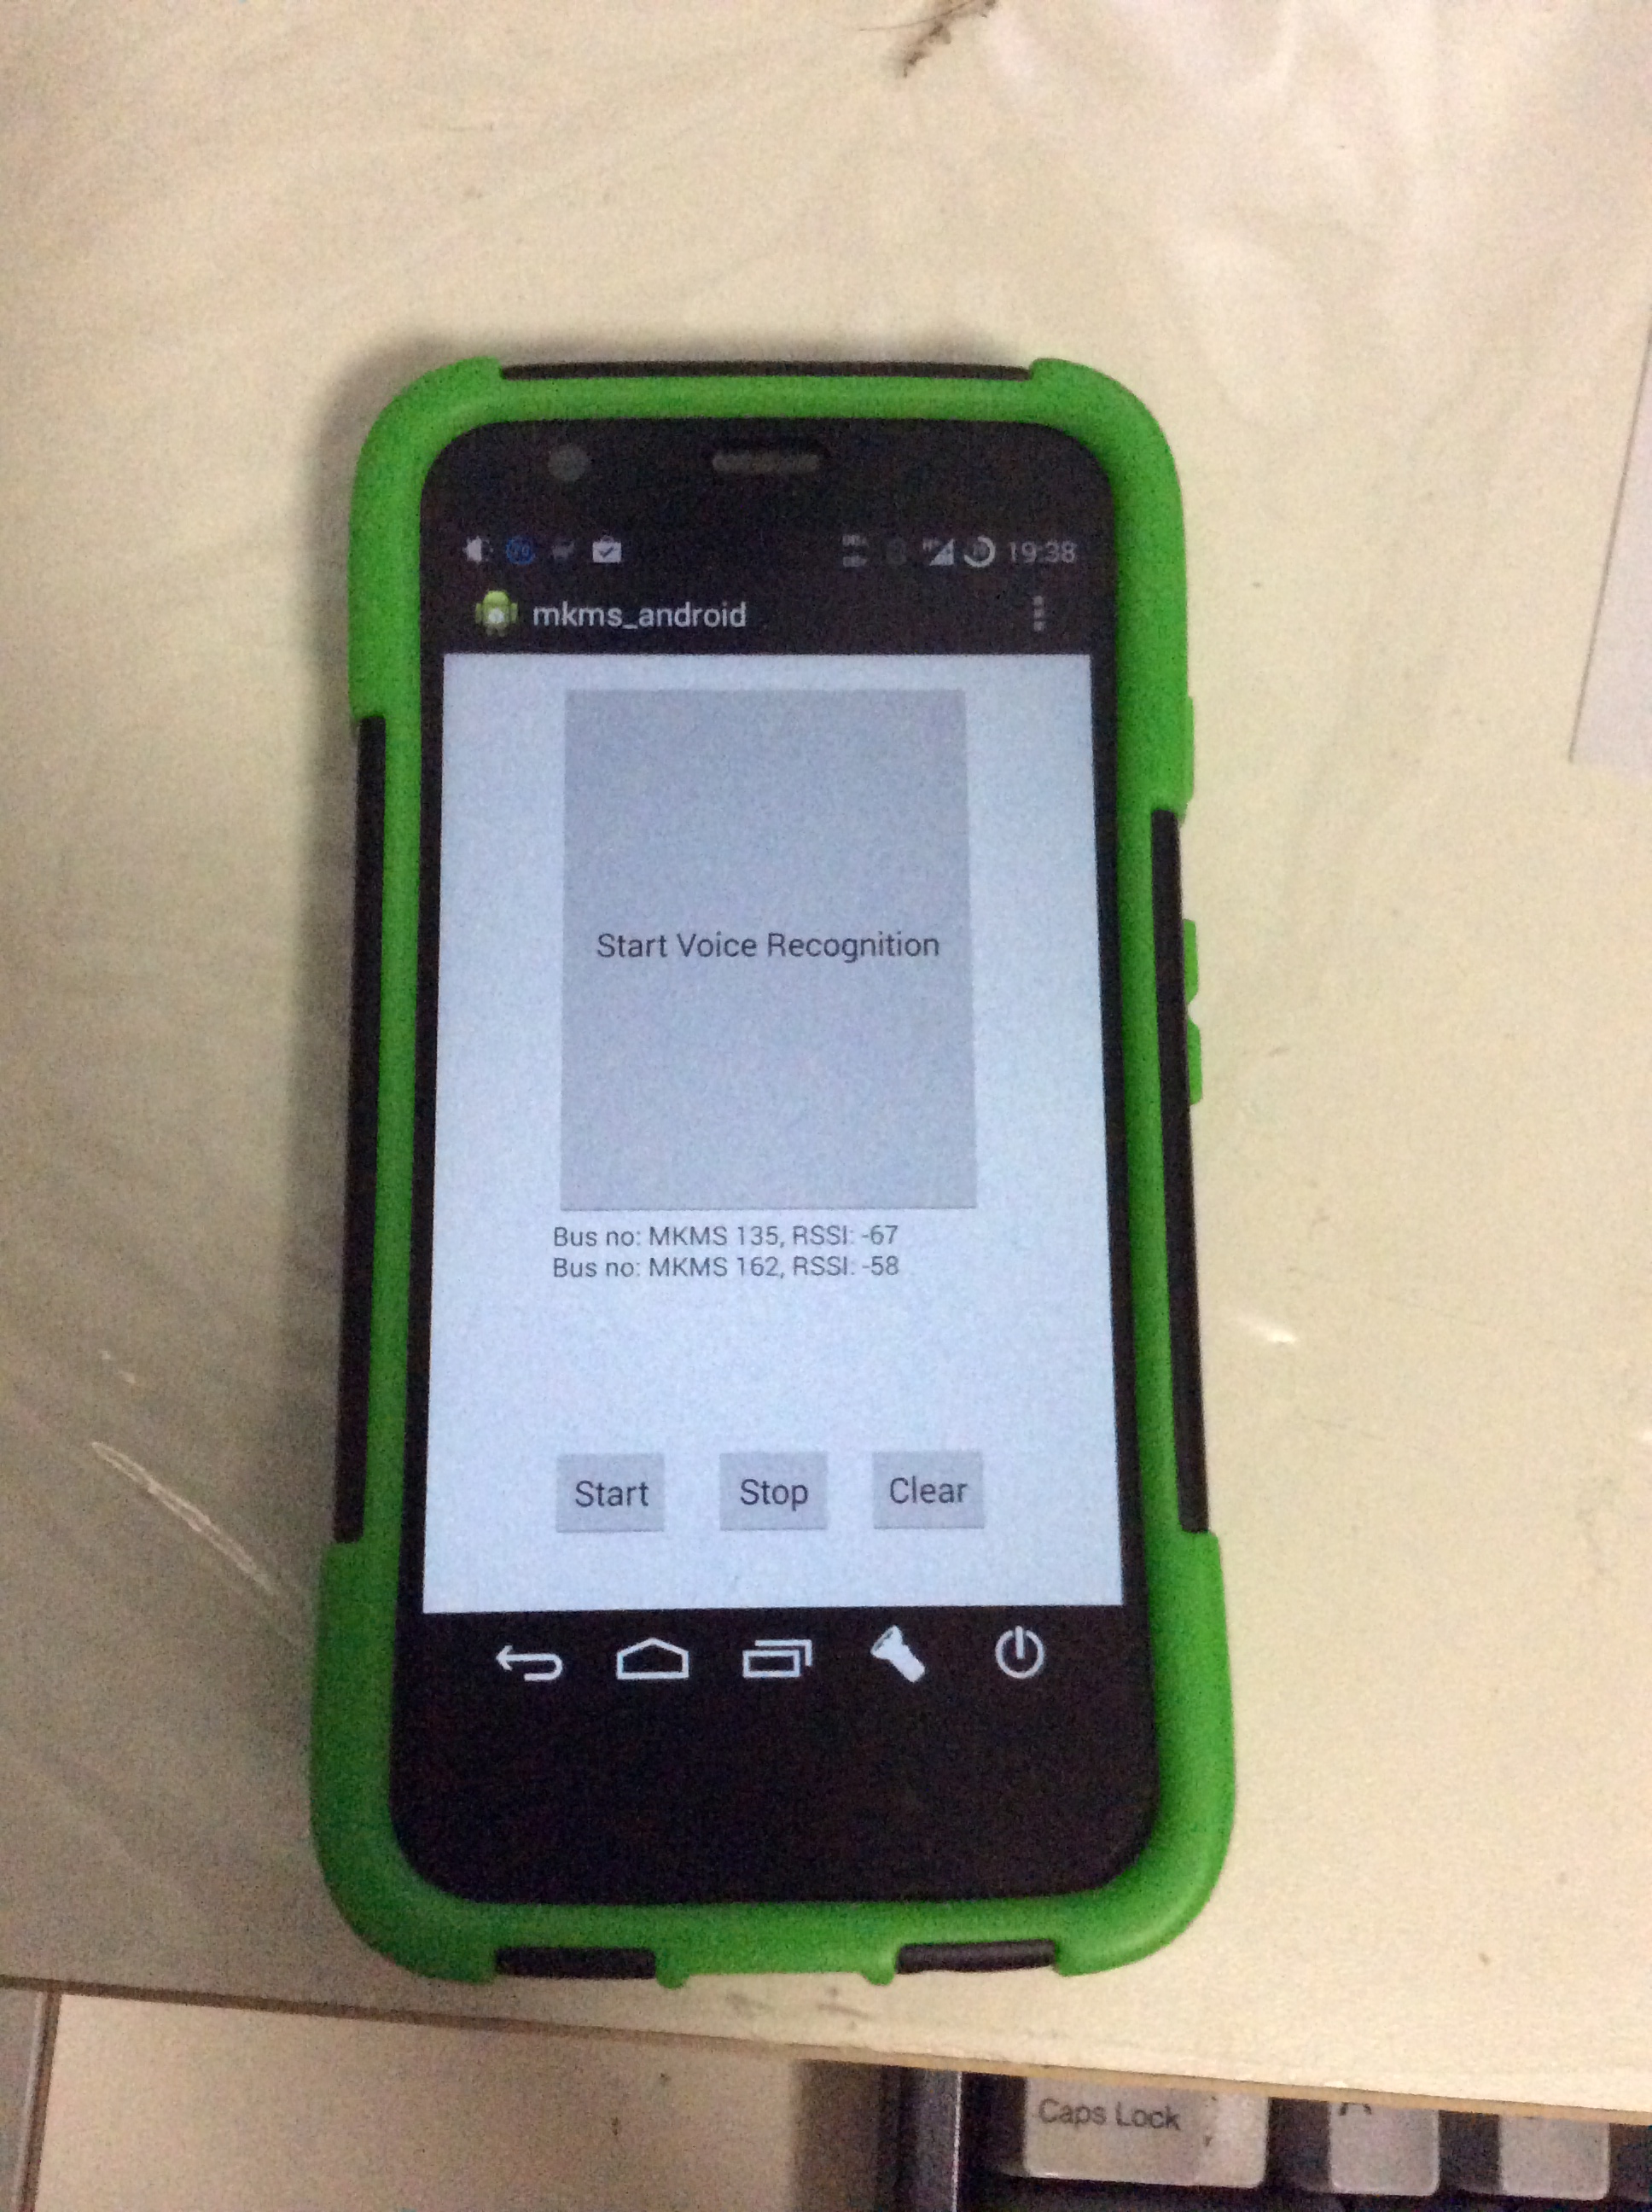 19:38
mkms_android
Start Voice Recognition
Bus no: MKMS 135, RSSI: -67
Bus no: MKMS 162, RSSI: -58
Start Stop Clear
Caps Lock